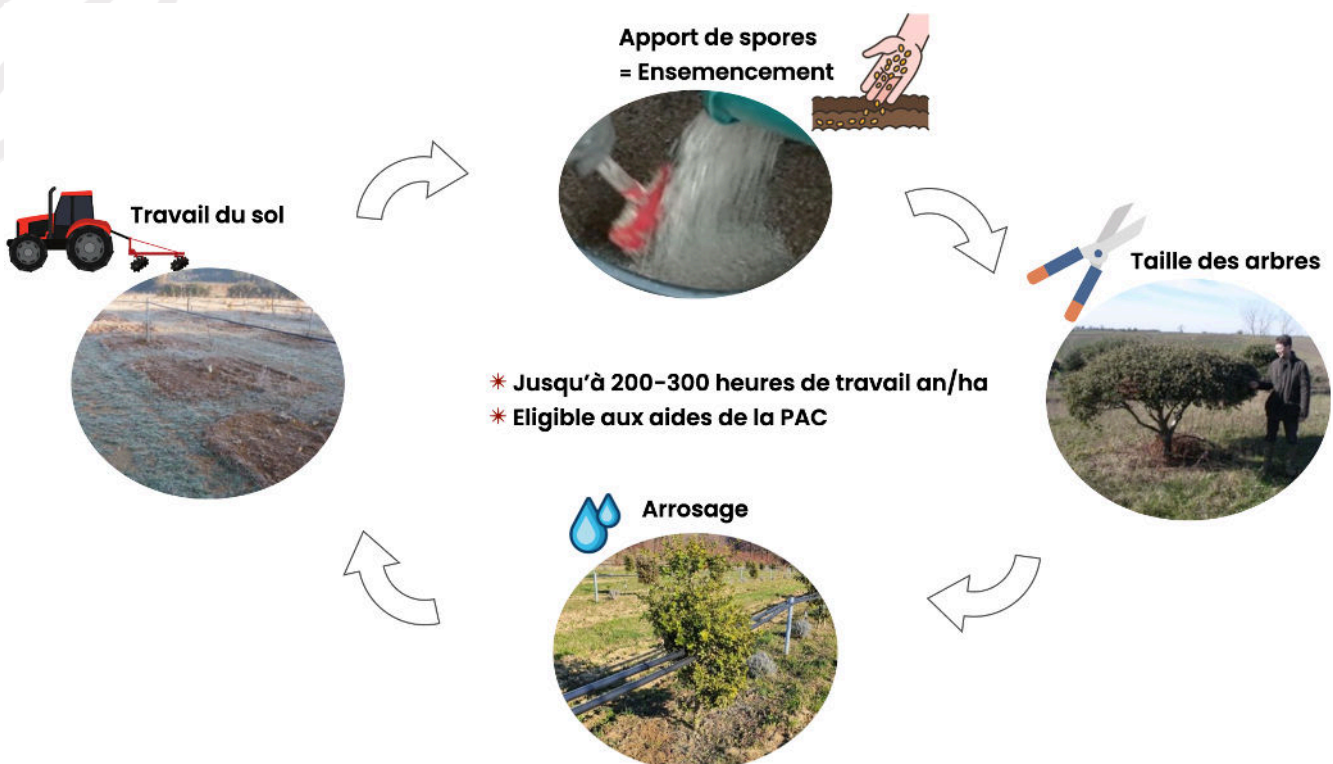 Apport de spores
= Ensemencement
Travail du sol
Taille des arbres
✴ Jusqu'à 200-300 heures de travail an/ha
✴ Eligible aux aides de la PAC
Arrosage